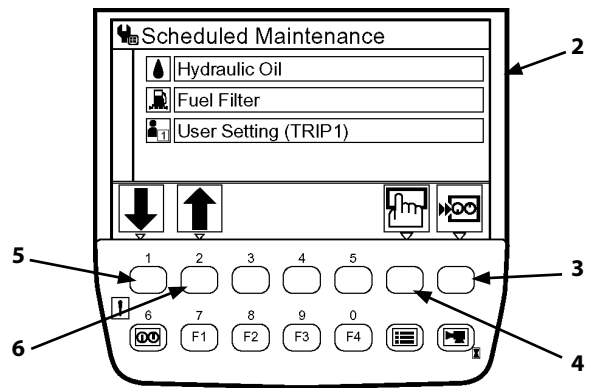 Scheduled Maintenance
2
Hydraulic Oil
Fuel Filter
1 User Setting (TRIP1)
1 2 3 4 5
5
3
6 7 8 9 0
F1 F2 F3 F4
6
4